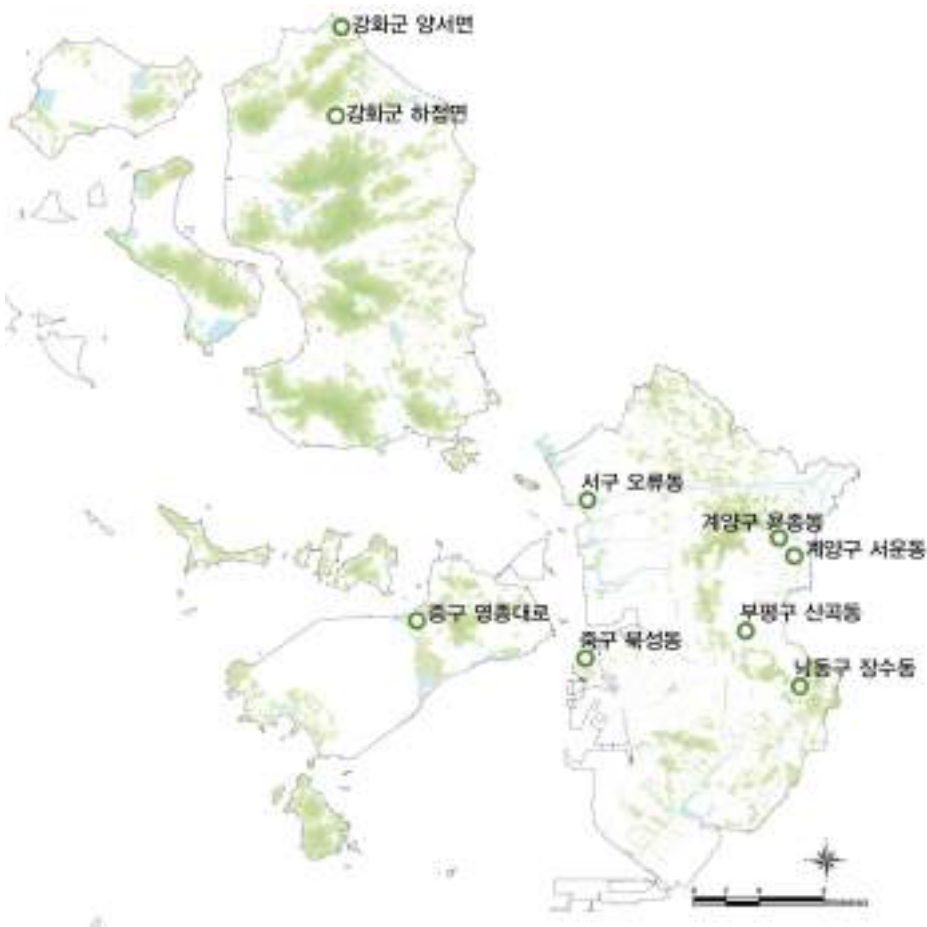 강화군 양서면
강화군 하점면
서구 오류동
계양구 용종동
계양구 서운동
중구 영종대로
부평구 산곡동
중구 북성동
남동구 장수동